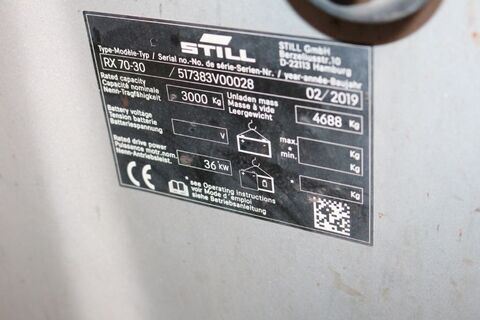 STILL
STILL GmbH
Berzeliusstr.10
D-22113 Hamburg
Type-Modèle-Typ / Serial no.-No. de série-Serien-Nr. / year-année-Baujahr
RX 70-30 / 517383V00028 02/2019
Rated capacity
Capacité nominale
Nenn-Tragfähigkeit
3000 Kg
Unladen mass
Masse à vide
Leergewicht
4688 Kg
Battery voltage
Tension batterie
Batteriespannung
V
max. Kg
*
min. Kg
Rated drive power
Puissance motr.nom.
Nenn-Antriebsleist.
36 kW
* Kg
CE
*see Operating instructions
voir Mode d'emploi
siehe Betriebsanleitung